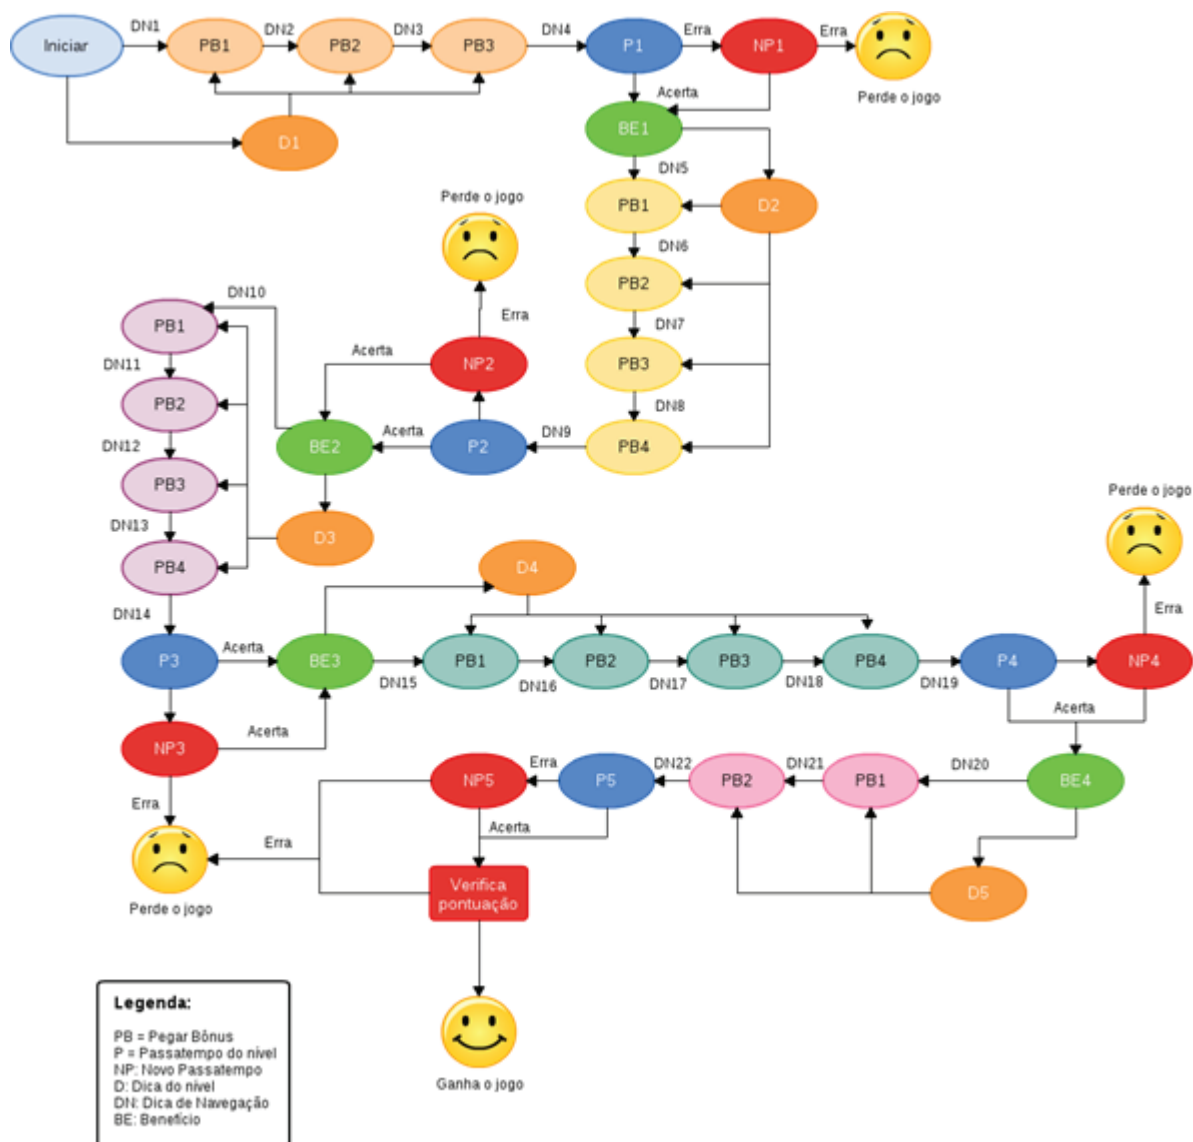 Iniciar
DN1
PB1
DN2
PB2
DN3
PB3
DN4
P1
Erra
NP1
Erra
Perde o jogo
D1
Acerta
BE1
DN5
PB1
D2
DN6
PB2
DN7
PB3
DN8
PB4
DN9
P2
Perde o jogo
Erra
NP2
Acerta
Acerta
BE2
DN10
PB1
DN11
PB2
DN12
PB3
DN13
PB4
D3
DN14
P3
Acerta
BE3
NP3
Acerta
Erra
Perde o jogo
D4
DN15
PB1
DN16
PB2
DN17
PB3
DN18
PB4
DN19
P4
NP4
Erra
Perde o jogo
Acerta
BE4
DN20
PB1
DN21
PB2
DN22
D5
P5
Erra
NP5
Acerta
Erra
Verifica
pontuação
Ganha o jogo
Legenda:
PB = Pegar Bônus
P = Passatempo do nível
NP: Novo Passatempo
D: Dica do nível
DN: Dica de Navegação
BE: Benefício